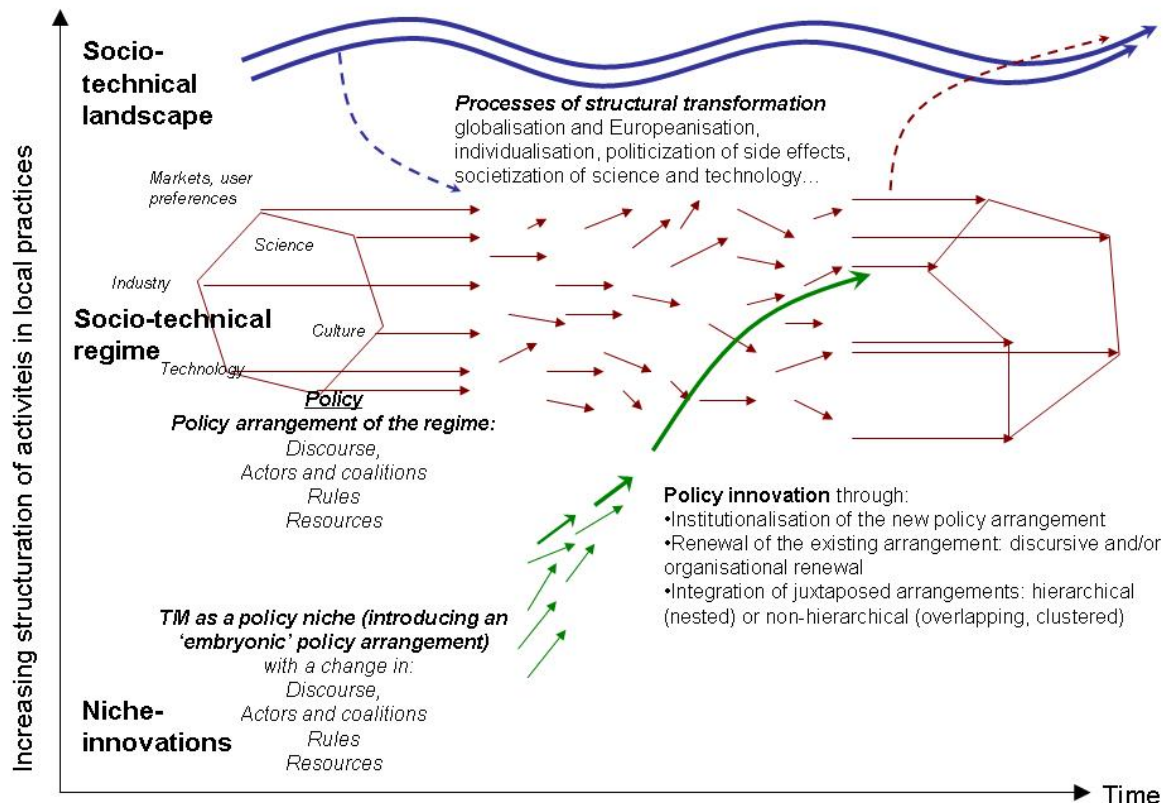 Increasing structuration of activiteis in local practices
Socio-
technical
landscape
Processes of structural transformation
globalisation and Europeanisation,
individualisation, politicization of side effects,
societization of science and technology…
Markets, user
preferences
Science
Industry
Socio-technical
regime
Culture
Technology
Policy
Policy arrangement of the regime:
Discourse,
Actors and coalitions
Rules
Resources
Policy innovation through:
•Institutionalisation of the new policy arrangement
•Renewal of the existing arrangement: discursive and/or
organisational renewal
•Integration of juxtaposed arrangements: hierarchical
(nested) or non-hierarchical (overlapping, clustered)
TM as a policy niche (introducing an
‘embryonic’ policy arrangement)
with a change in:
Discourse,
Actors and coalitions
Rules
Resources
Niche-
innovations
Time